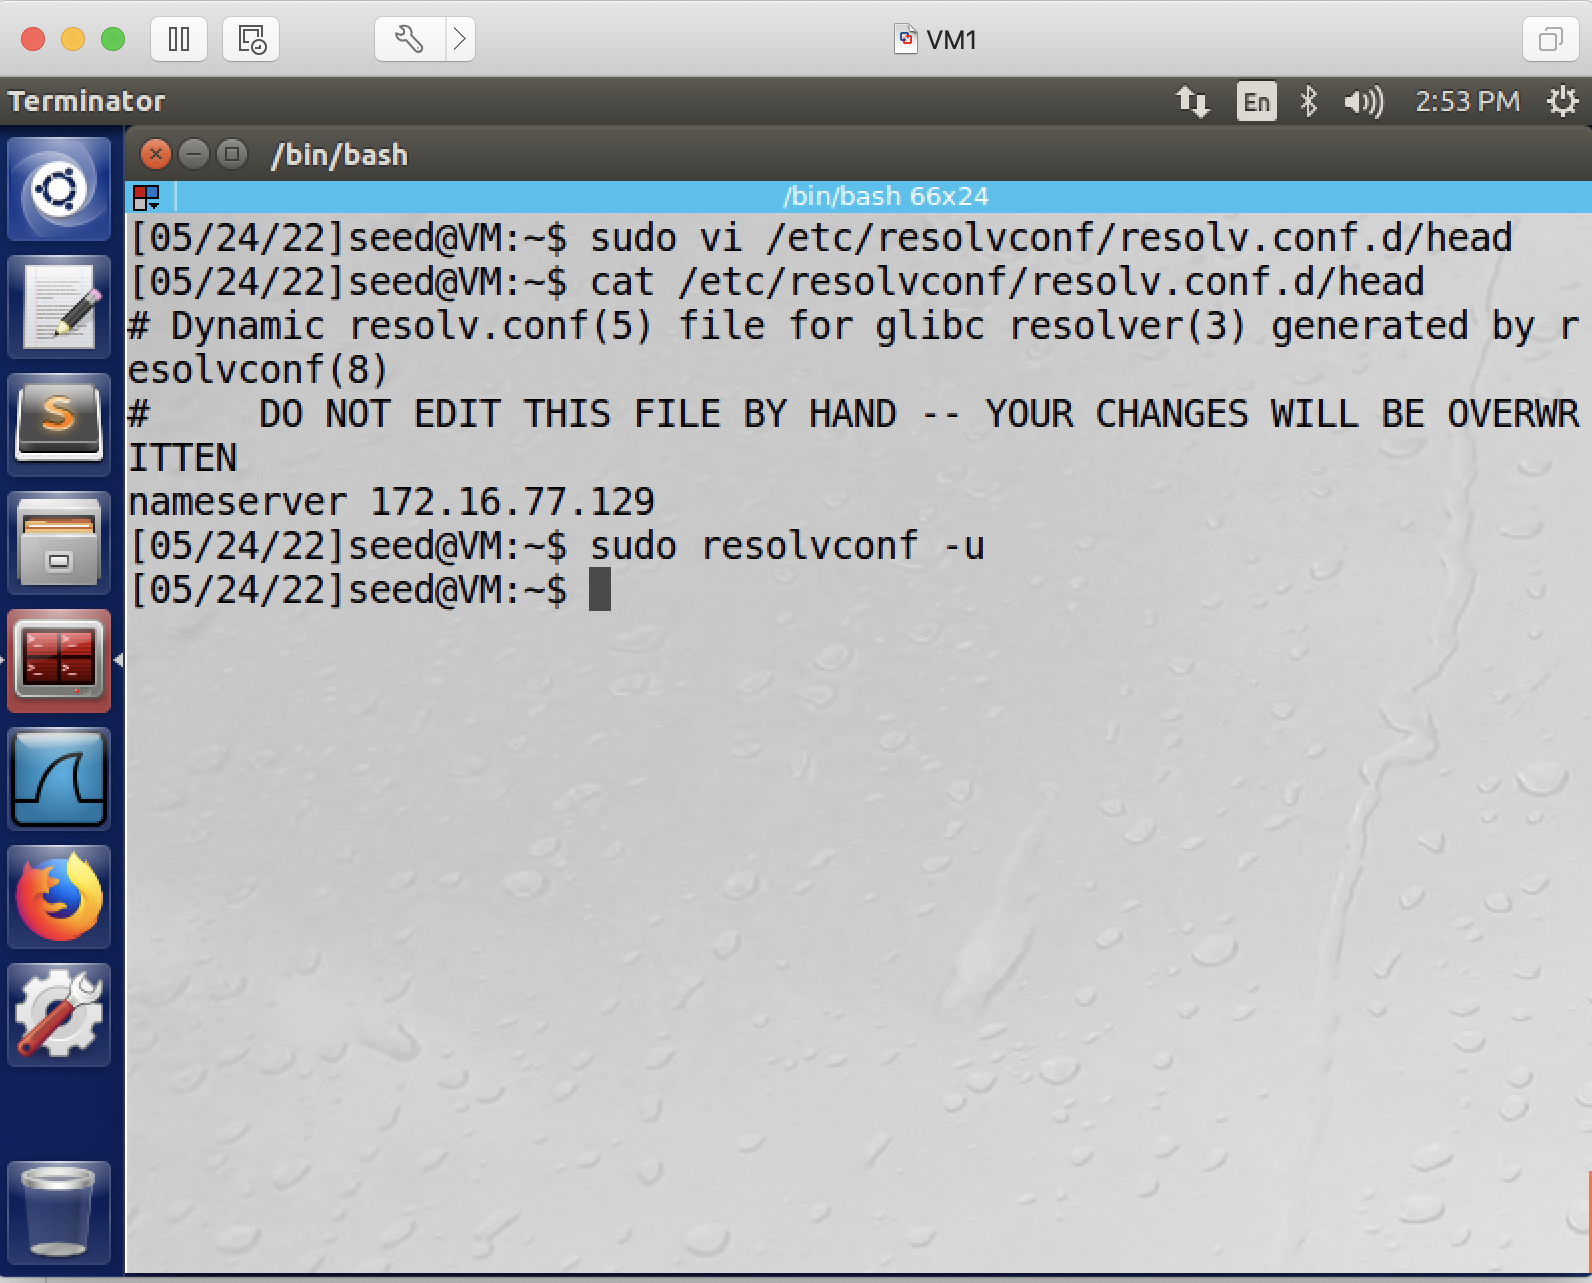 VM1
Terminator
En
2:53 PM
/bin/bash
/bin/bash 66x24
[05/24/22]seed@VM:~$ sudo vi /etc/resolvconf/resolv.conf.d/head
[05/24/22]seed@VM:~$ cat /etc/resolvconf/resolv.conf.d/head
# Dynamic resolv.conf(5) file for glibc resolver(3) generated by r
esolvconf(8)
#     DO NOT EDIT THIS FILE BY HAND -- YOUR CHANGES WILL BE OVERWR
ITTEN
nameserver 172.16.77.129
[05/24/22]seed@VM:~$ sudo resolvconf -u
[05/24/22]seed@VM:~$